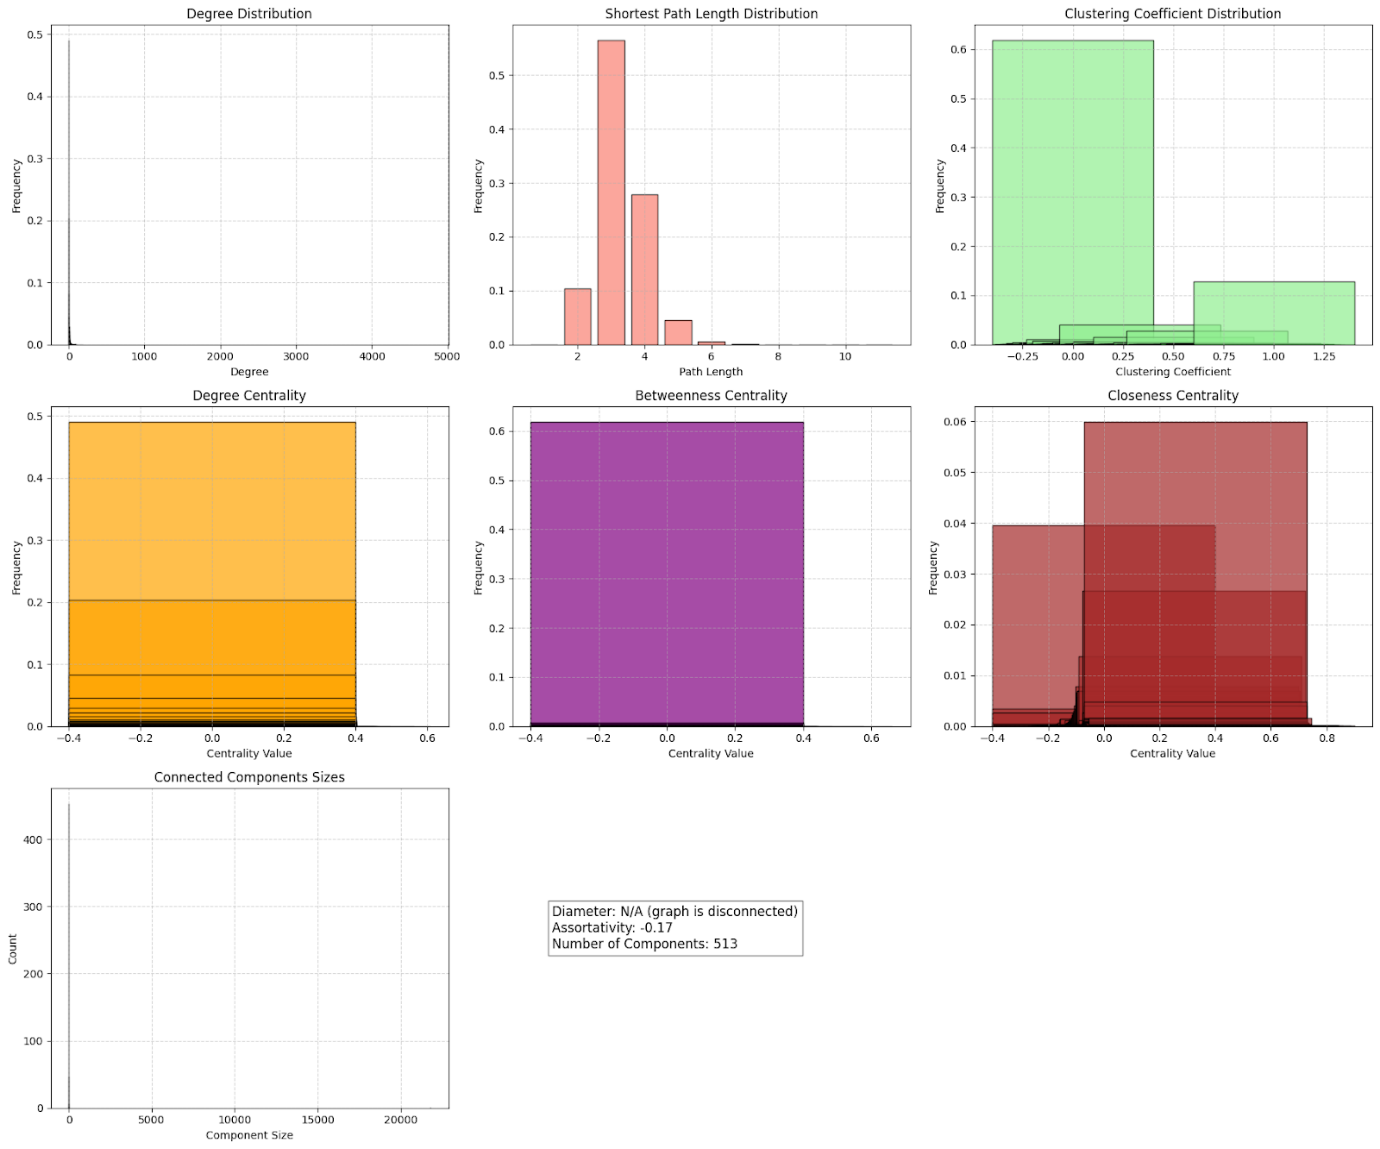 Degree Distribution
0.5
0.4
0.3
0.2
0.1
0.0
Frequency
0 1000 2000 3000 4000 5000
Degree
Shortest Path Length Distribution
0.5
0.4
0.3
0.2
0.1
0.0
Frequency
2 4 6 8 10
Path Length
Clustering Coefficient Distribution
0.6
0.5
0.4
0.3
0.2
0.1
0.0
Frequency
−0.25 0.00 0.25 0.50 0.75 1.00 1.25
Clustering Coefficient
Degree Centrality
0.5
0.4
0.3
0.2
0.1
0.0
Frequency
−0.4 −0.2 0.0 0.2 0.4 0.6
Centrality Value
Betweenness Centrality
0.6
0.5
0.4
0.3
0.2
0.1
0.0
Frequency
−0.4 −0.2 0.0 0.2 0.4 0.6
Centrality Value
Closeness Centrality
0.06
0.05
0.04
0.03
0.02
0.01
0.00
Frequency
−0.4 −0.2 0.0 0.2 0.4 0.6 0.8
Centrality Value
Connected Components Sizes
400
300
200
100
0
Count
0 5000 10000 15000 20000
Component Size
Diameter: N/A (graph is disconnected)
Assortativity: -0.17
Number of Components: 513